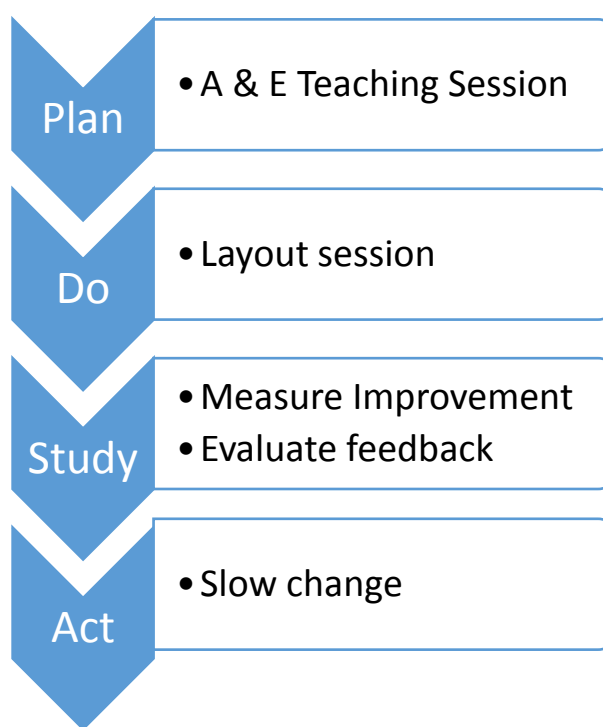 Plan
• A & E Teaching Session
Do
• Layout session
Study
• Measure Improvement
• Evaluate feedback
Act
• Slow change